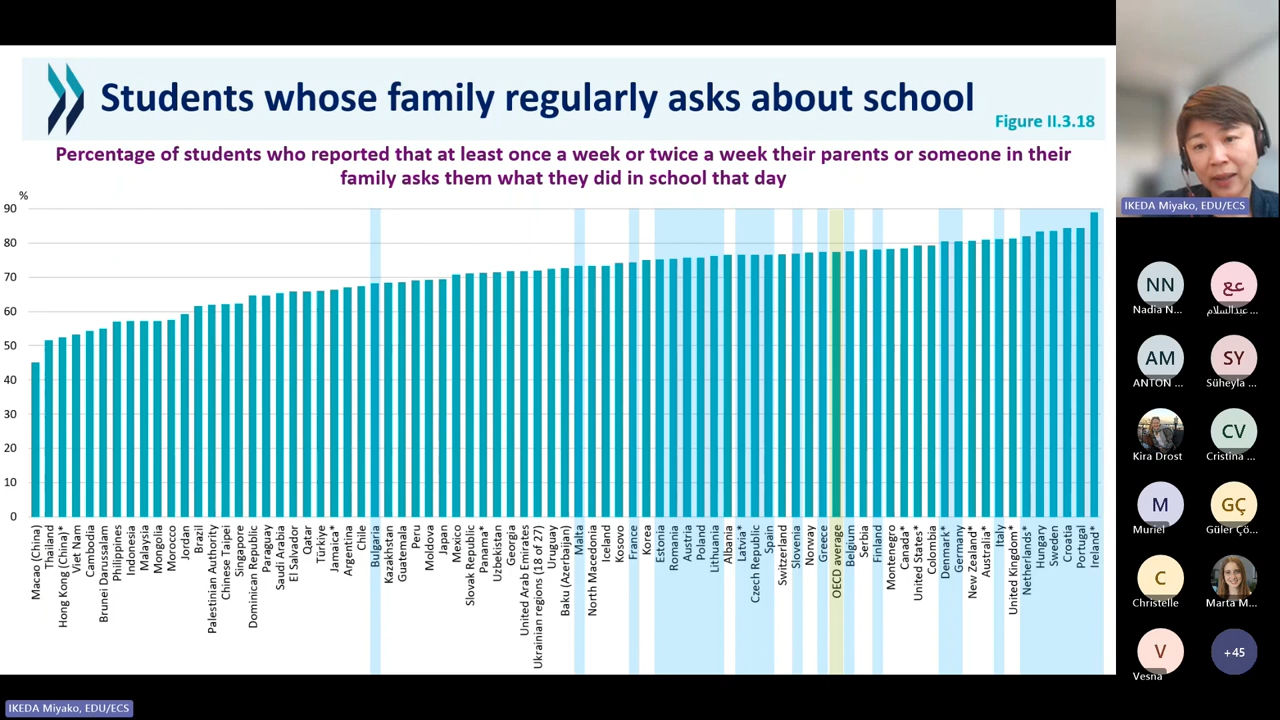 Students whose family regularly asks about school
Figure II.3.18
Percentage of students who reported that at least once a week or twice a week their parents or someone in their
family asks them what they did in school that day
%
90
80
70
60
50
40
30
20
10
0
Macao (China)
Thailand
Hong Kong (China)*
Viet Nam
Cambodia
Brunei Darussalam
Philippines
Indonesia
Malaysia
Mongolia
Morocco
Jordan
Brazil
Palestinian Authority
Chinese Taipei
Singapore
Dominican Republic
Paraguay
Saudi Arabia
El Salvador
Qatar
Türkiye
Jamaica*
Argentina
Chile
Bulgaria
Kazakhstan
Guatemala
Peru
Moldova
Japan
Mexico
Slovak Republic
Panama*
Uzbekistan
Georgia
United Arab Emirates
Ukrainian regions (18 of 27)
Uruguay
Baku (Azerbaijan)
Malta
North Macedonia
Iceland
Kosovo
France
Korea
Estonia
Romania
Austria
Poland
Lithuania
Albania
Latvia*
Czech Republic
Spain
Switzerland
Slovenia
Norway
Greece
OECD average
Belgium
Serbia
Finland
Montenegro
Canada*
United States*
Colombia
Denmark*
Germany
New Zealand*
Australia*
Italy
United Kingdom*
Netherlands*
Hungary
Sweden
Croatia
Portugal
Ireland*
IKEDA Miyako, EDU/ECS
NN
Nadia N...
عع
عبدالسلام ...
AM
ANTON ...
SY
Süheyla ...
Kira Drost
CV
Cristina ...
M
Muriel
GÇ
Güler Çö...
C
Christelle
Marta M...
V
Vesna
+45
IKEDA Miyako, EDU/ECS